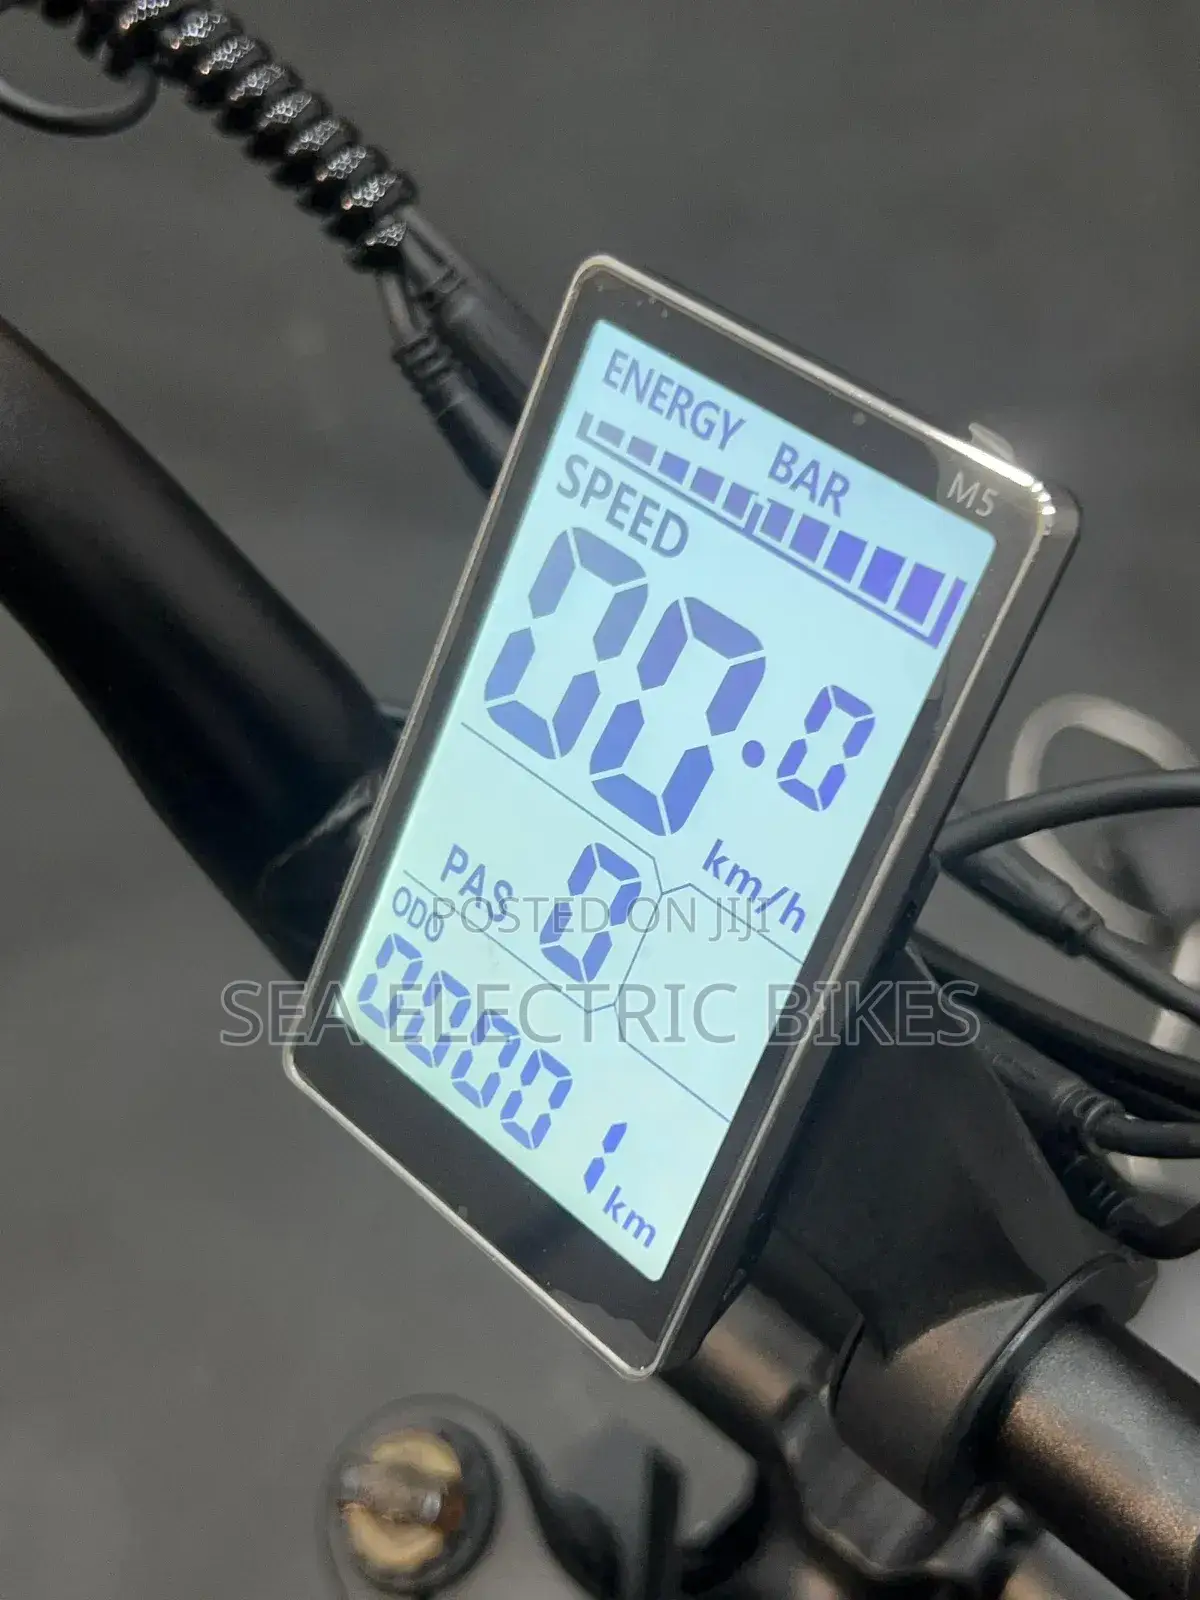 M5
ENERGY BAR
SPEED
00.0
km/h
PAS 0
ODO
00001 km
POSTED ON JIJI
SEA ELECTRIC BIKES